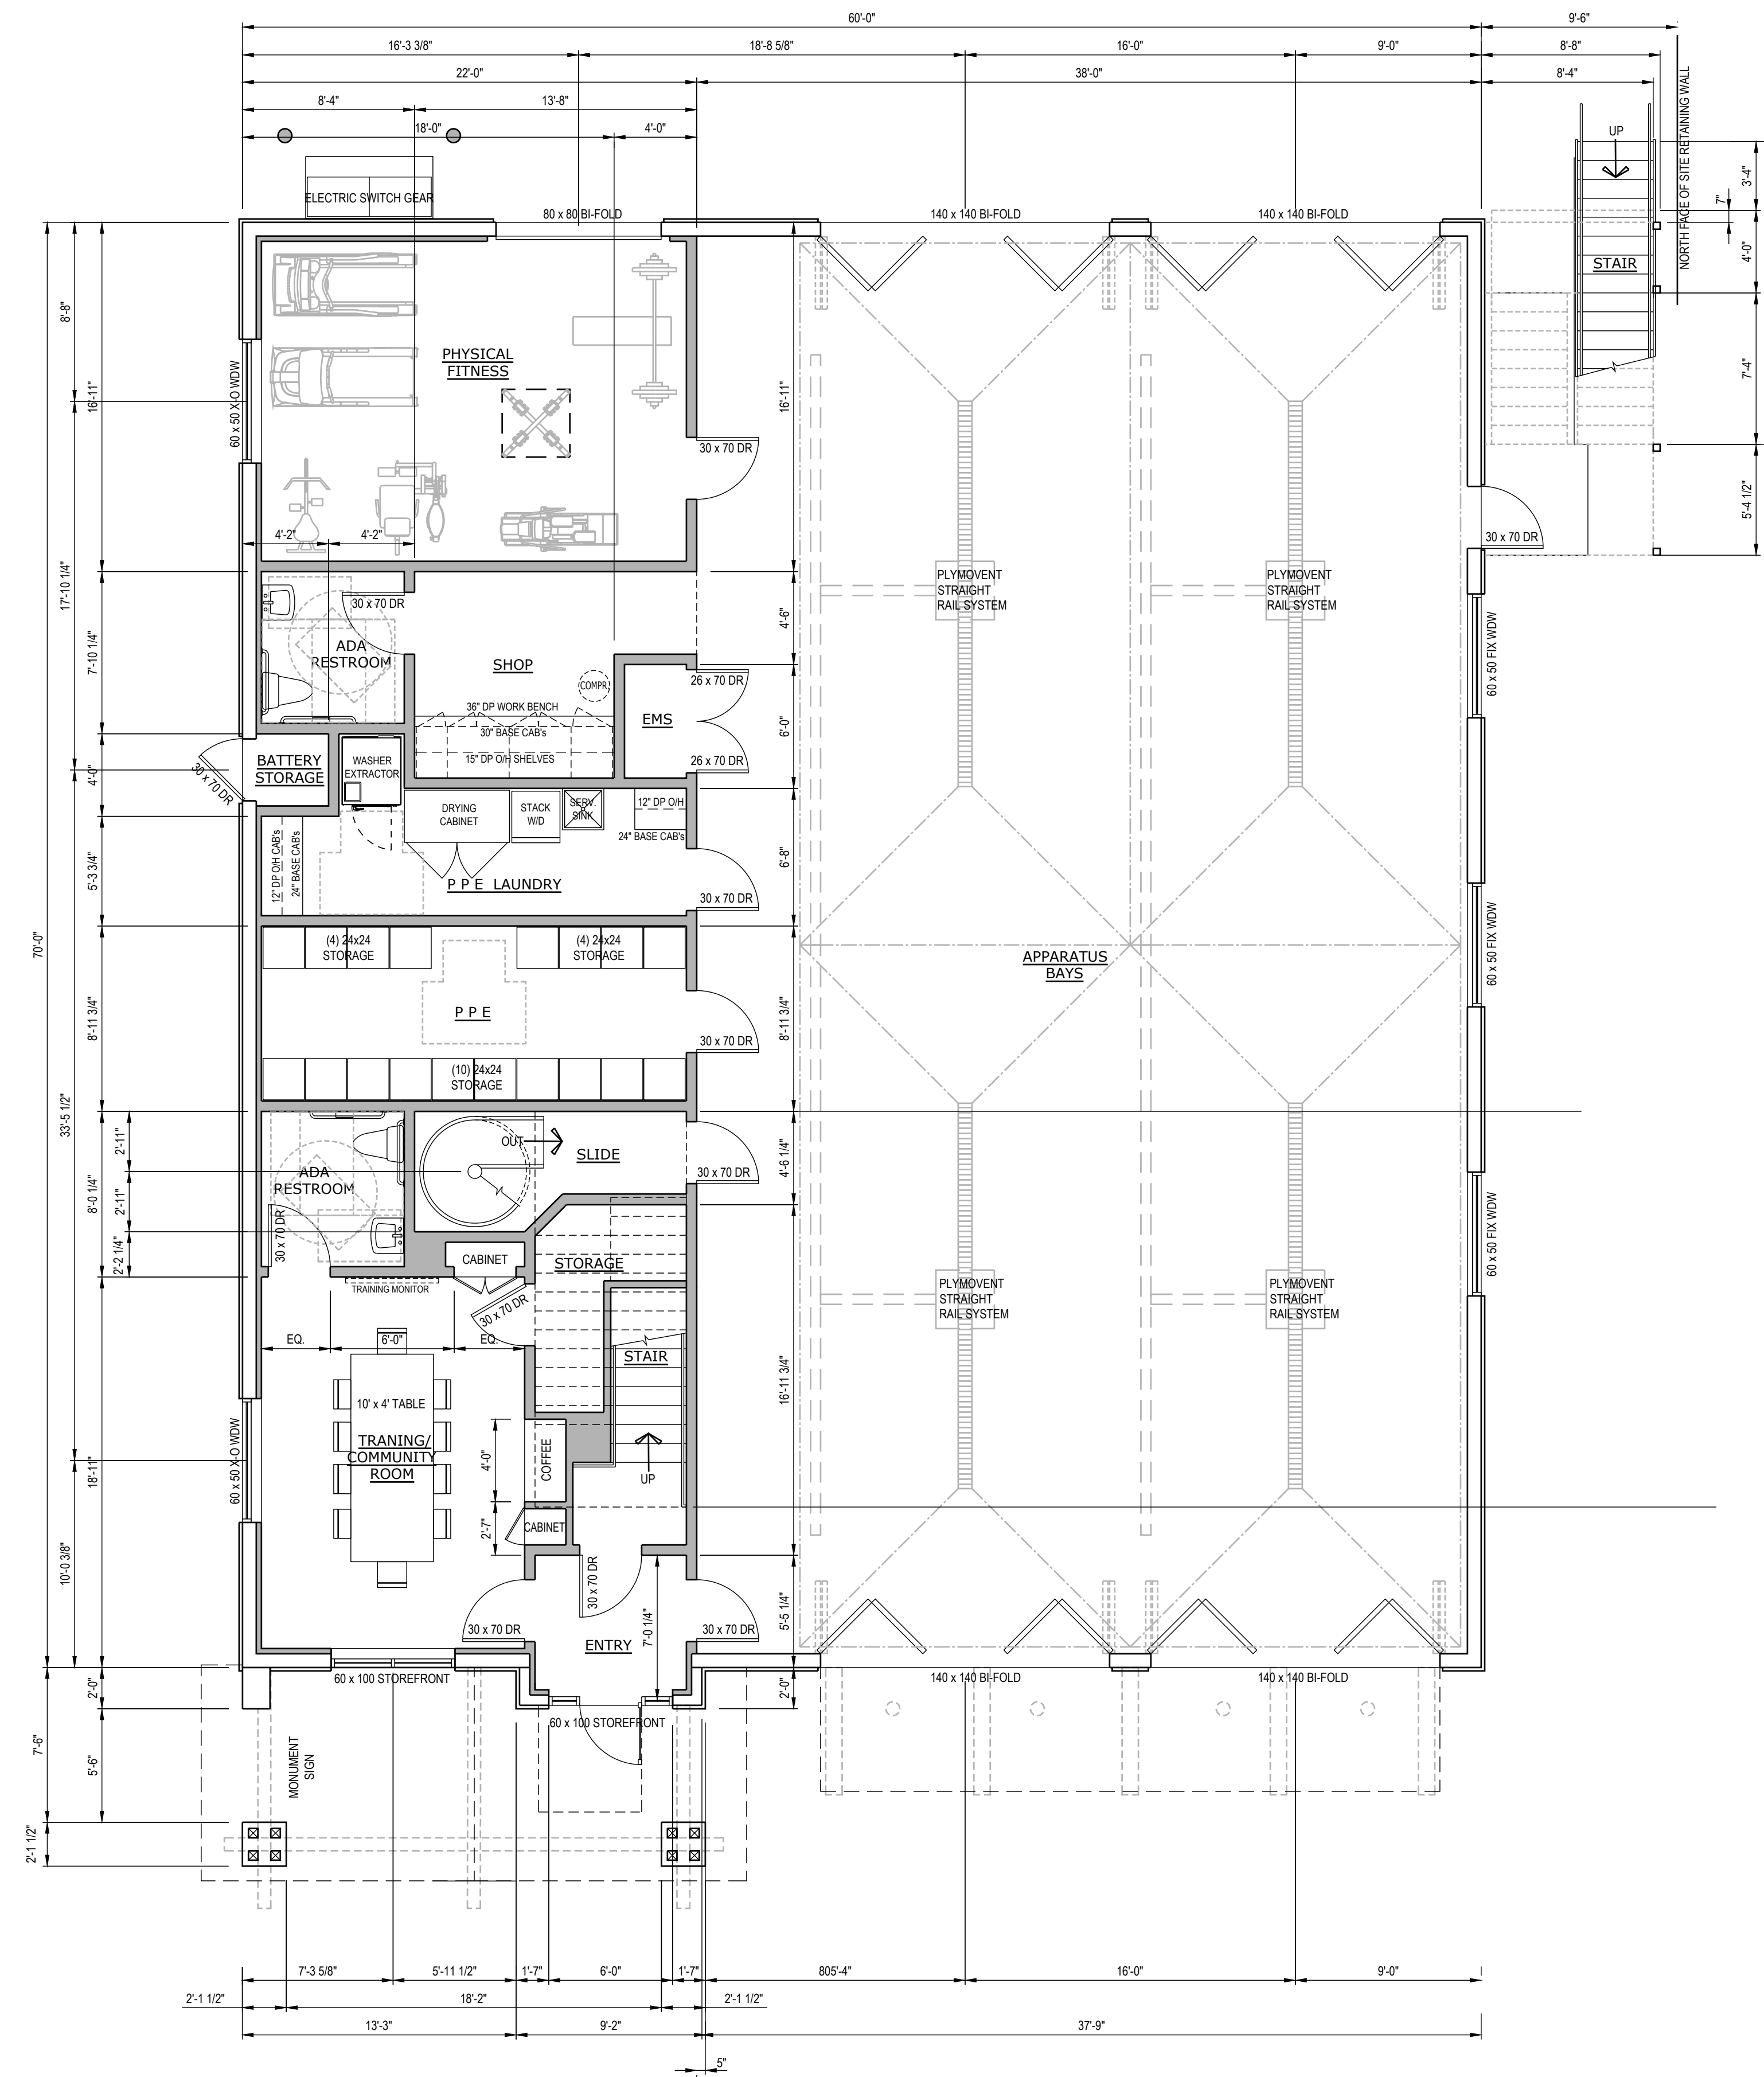 60'-0"
9'-6"
16'-3 3/8"
18'-8 5/8"
16'-0"
9'-0"
8'-8"
22'-0"
38'-0"
8'-4"
8'-4"
13'-8"
18'-0"
4'-0"
UP
NORTH FACE OF SITE RETAINING WALL
3'-4"
7"
4'-0"
STAIR
7'-4"
5'-4 1/2"
ELECTRIC SWITCH GEAR
80 x 80 BI-FOLD
140 x 140 BI-FOLD
140 x 140 BI-FOLD
8'-8"
16'-11"
16'-11"
60 x 50 X-O WDW
PHYSICAL
FITNESS
30 x 70 DR
30 x 70 DR
4'-2"
4'-2"
17'-10 1/4"
7'-10 1/4"
30 x 70 DR
ADA
RESTROOM
SHOP
COMPR.
4'-6"
36" DP WORK BENCH
30" BASE CAB's
15" DP O/H SHELVES
EMS
26 x 70 DR
26 x 70 DR
6'-0"
PLYMOVENT
STRAIGHT
RAIL SYSTEM
PLYMOVENT
STRAIGHT
RAIL SYSTEM
60 x 50 FIX WDW
4'-0"
30 x 70 DR
BATTERY
STORAGE
WASHER
EXTRACTOR
DRYING
CABINET
STACK
W/D
SERV.
SINK
12" DP O/H
24" BASE CAB's
5'-3 3/4"
12" DP O/H CAB's
24" BASE CAB's
P P E LAUNDRY
30 x 70 DR
6'-8"
70'-0"
33'-5 1/2"
8'-11 3/4"
(4) 24x24
STORAGE
(4) 24x24
STORAGE
P P E
30 x 70 DR
8'-11 3/4"
(10) 24x24
STORAGE
APPARATUS
BAYS
60 x 50 FIX WDW
8'-0 1/4"
2'-11"
2'-11"
2'-2 1/4"
ADA
RESTROOM
30 x 70 DR
OUT
SLIDE
30 x 70 DR
4'-6 1/4"
60 x 50 FIX WDW
CABINET
STORAGE
TRAINING MONITOR
30 x 70 DR
EQ.
6'-0"
EQ.
STAIR
PLYMOVENT
STRAIGHT
RAIL SYSTEM
PLYMOVENT
STRAIGHT
RAIL SYSTEM
16'-11 3/4"
10' x 4' TABLE
TRANING/
COMMUNITY
ROOM
4'-0"
COFFEE
UP
2'-7"
CABINET
60 x 50 X-O WDW
18'-11"
10'-0 3/8"
30 x 70 DR
30 x 70 DR
30 x 70 DR
ENTRY
7'-0 1/4"
5'-5 1/4"
2'-0"
60 x 100 STOREFRONT
60 x 100 STOREFRONT
140 x 140 BI-FOLD
140 x 140 BI-FOLD
2'-0"
7'-6"
5'-6"
MONUMENT
SIGN
2'-1 1/2"
7'-3 5/8"
5'-11 1/2"
1'-7"
6'-0"
1'-7"
805'-4"
16'-0"
9'-0"
2'-1 1/2"
18'-2"
2'-1 1/2"
13'-3"
9'-2"
37'-9"
5"